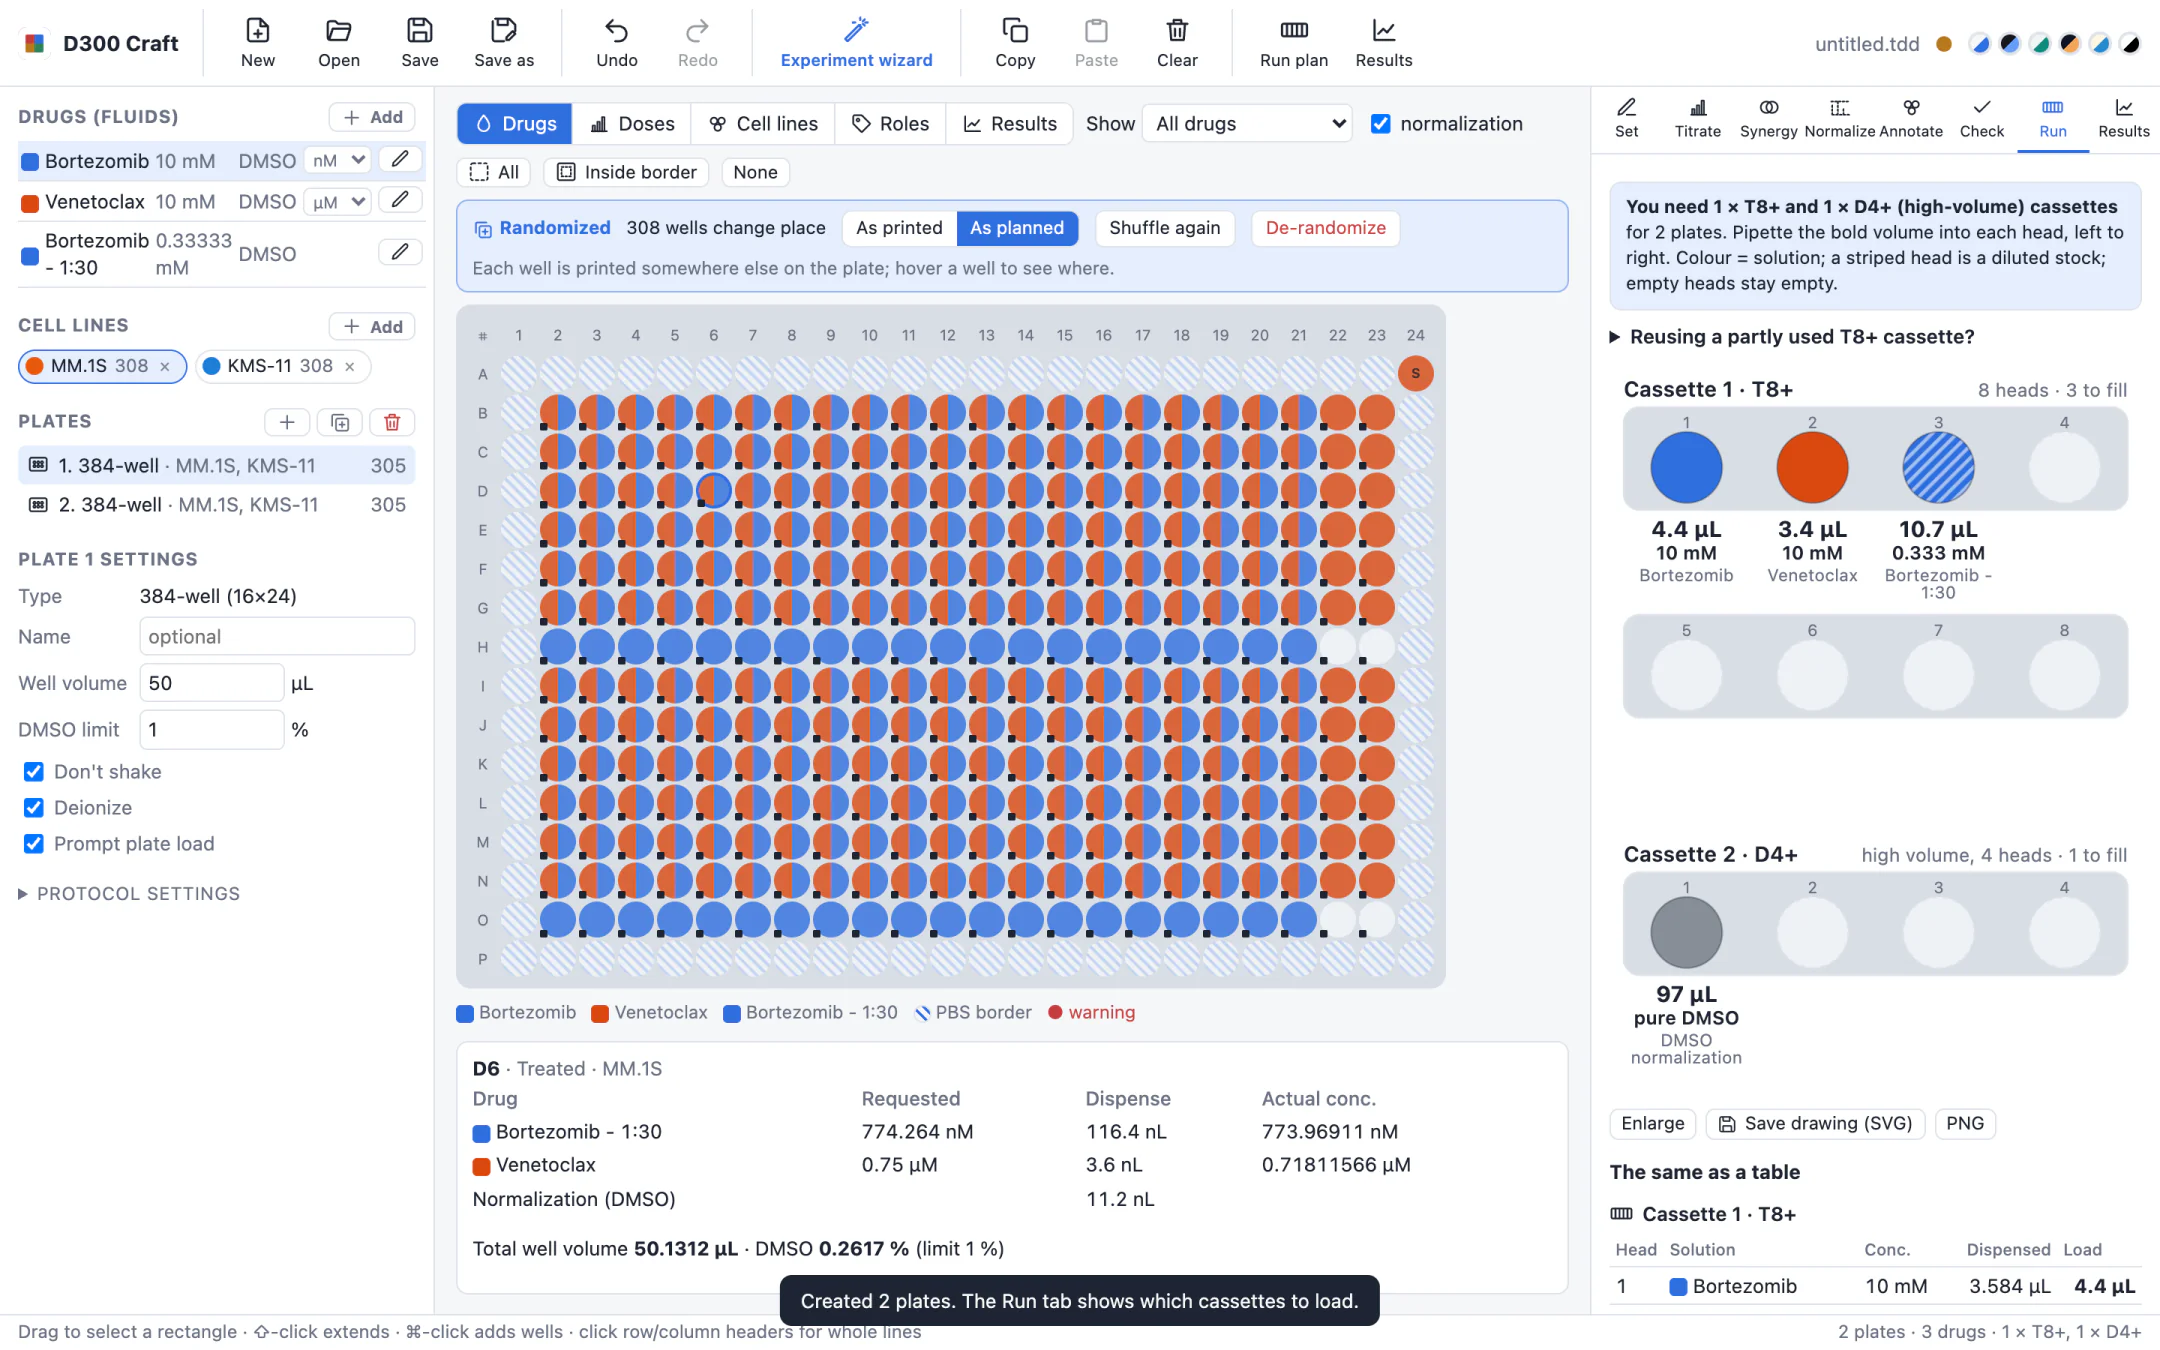 D300 Craft
New
Open
Save
Save as
Undo
Redo
Experiment wizard
Copy
Paste
Clear
Run plan
Results
untitled.tdd
DRUGS (FLUIDS)
Add
Bortezomib 10 mM DMSO nM
Venetoclax 10 mM DMSO µM
Bortezomib - 1:30 0.33333 mM DMSO
CELL LINES
Add
MM.1S 308 ×
KMS-11 308 ×
PLATES
1. 384-well · MM.1S, KMS-11 305
2. 384-well · MM.1S, KMS-11 305
PLATE 1 SETTINGS
Type 384-well (16×24)
Name optional
Well volume 50 µL
DMSO limit 1 %
Don't shake
Deionize
Prompt plate load
PROTOCOL SETTINGS
Drugs
Doses
Cell lines
Roles
Results
Show All drugs
normalization
All
Inside border
None
Randomized 308 wells change place As printed As planned Shuffle again De-randomize
Each well is printed somewhere else on the plate; hover a well to see where.
# 1 2 3 4 5 6 7 8 9 10 11 12 13 14 15 16 17 18 19 20 21 22 23 24
A S
B
C
D
E
F
G
H
I
J
K
L
M
N
O
P
Bortezomib Venetoclax Bortezomib - 1:30 PBS border warning
D6 · Treated · MM.1S
Drug Requested Dispense Actual conc.
Bortezomib - 1:30 774.264 nM 116.4 nL 773.96911 nM
Venetoclax 0.75 µM 3.6 nL 0.71811566 µM
Normalization (DMSO) 11.2 nL
Total well volume 50.1312 µL · DMSO 0.2617 % (limit 1 %)
Created 2 plates. The Run tab shows which cassettes to load.
Set
Titrate
Synergy
Normalize
Annotate
Check
Run
Results
You need 1 × T8+ and 1 × D4+ (high-volume) cassettes
for 2 plates. Pipette the bold volume into each head, left to
right. Colour = solution; a striped head is a diluted stock;
empty heads stay empty.
Reusing a partly used T8+ cassette?
Cassette 1 · T8+ 8 heads · 3 to fill
1 2 3 4
4.4 µL 3.4 µL 10.7 µL
10 mM 10 mM 0.333 mM
Bortezomib Venetoclax Bortezomib -
1:30
5 6 7 8
Cassette 2 · D4+ high volume, 4 heads · 1 to fill
1 2 3 4
97 µL
pure DMSO
DMSO
normalization
Enlarge
Save drawing (SVG)
PNG
The same as a table
Cassette 1 · T8+
Head Solution Conc. Dispensed Load
1 Bortezomib 10 mM 3.584 µL 4.4 µL
Drag to select a rectangle · ⇧-click extends · ⌘-click adds wells · click row/column headers for whole lines
2 plates · 3 drugs · 1 × T8+, 1 × D4+